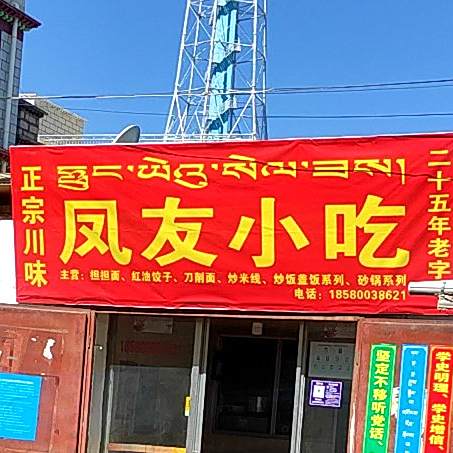 ཧྥུང་ཡིའུ་སིལ་ཟས།
正宗川味
凤友小吃
二十五年老字
主营：担担面、红油饺子、刀削面、炒米线、炒饭盖饭系列、砂锅系列
电话：18580038621
坚定不移听党话、
学史明理、学史增信、